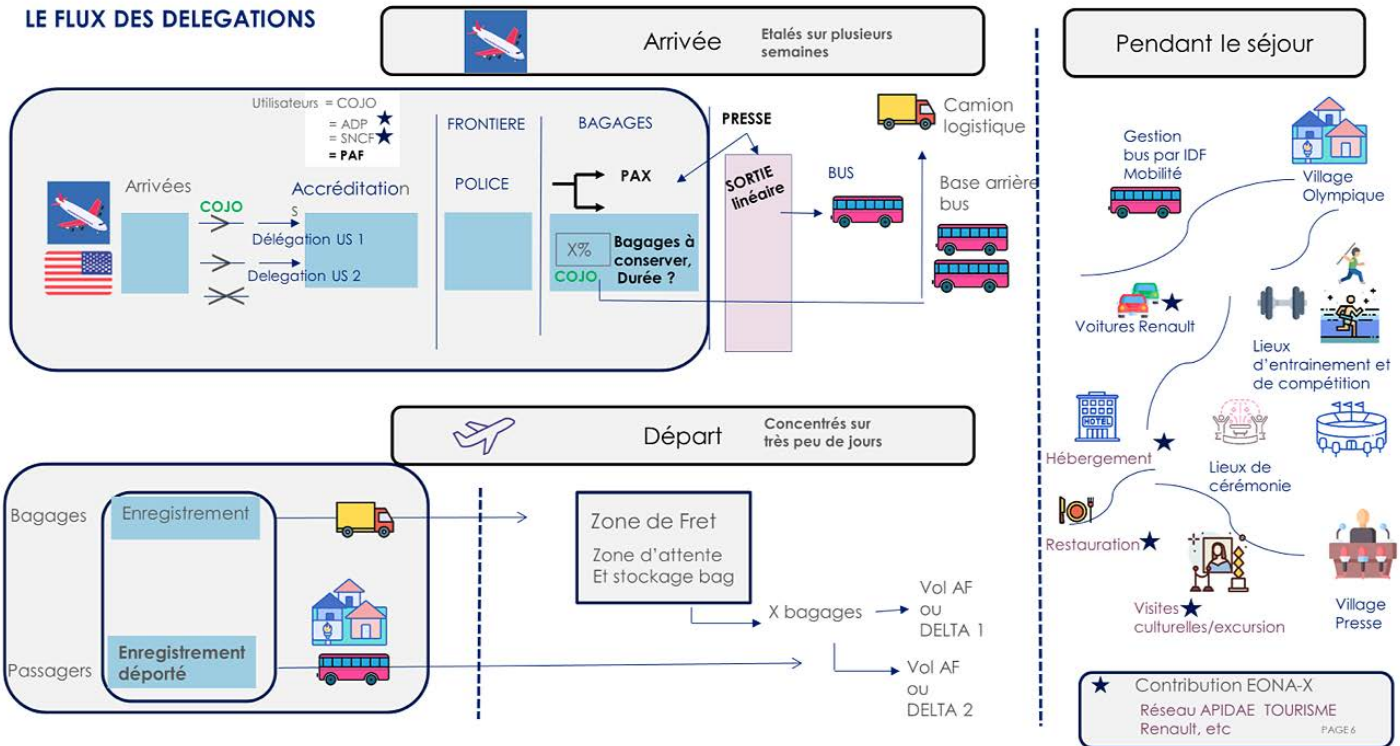 LE FLUX DES DELEGATIONS
Arrivée
Etalés sur plusieurs
semaines
Utilisateurs = COJO
= ADP
= SNCF
= PAF
FRONTIERE
POLICE
BAGAGES
PAX
PRESSE
SORTIE
linéaire
BUS
Camion
logistique
Base arrière
bus
Arrivées
COJO
S
Accréditation
Délégation US 1
Delegation US 2
X%
COJO
Bagages à
conserver,
Durée ?
Départ
Concentrés sur
très peu de jours
Bagages
Enregistrement
Passagers
Enregistrement
déporté
Zone de Fret
Zone d'attente
Et stockage bag
X bagages
Vol AF
ou
DELTA 1
Vol AF
ou
DELTA 2
Pendant le séjour
Gestion
bus par IDF
Mobilité
Village
Olympique
Voitures Renault
Lieux
d'entrainement et
de compétition
HOTEL
Hébergement
Lieux de
cérémonie
Restauration
Visites
culturelles/excursion
Village
Presse
Contribution EONA-X
Réseau APIDAE TOURISME
Renault, etc
PAGE 6